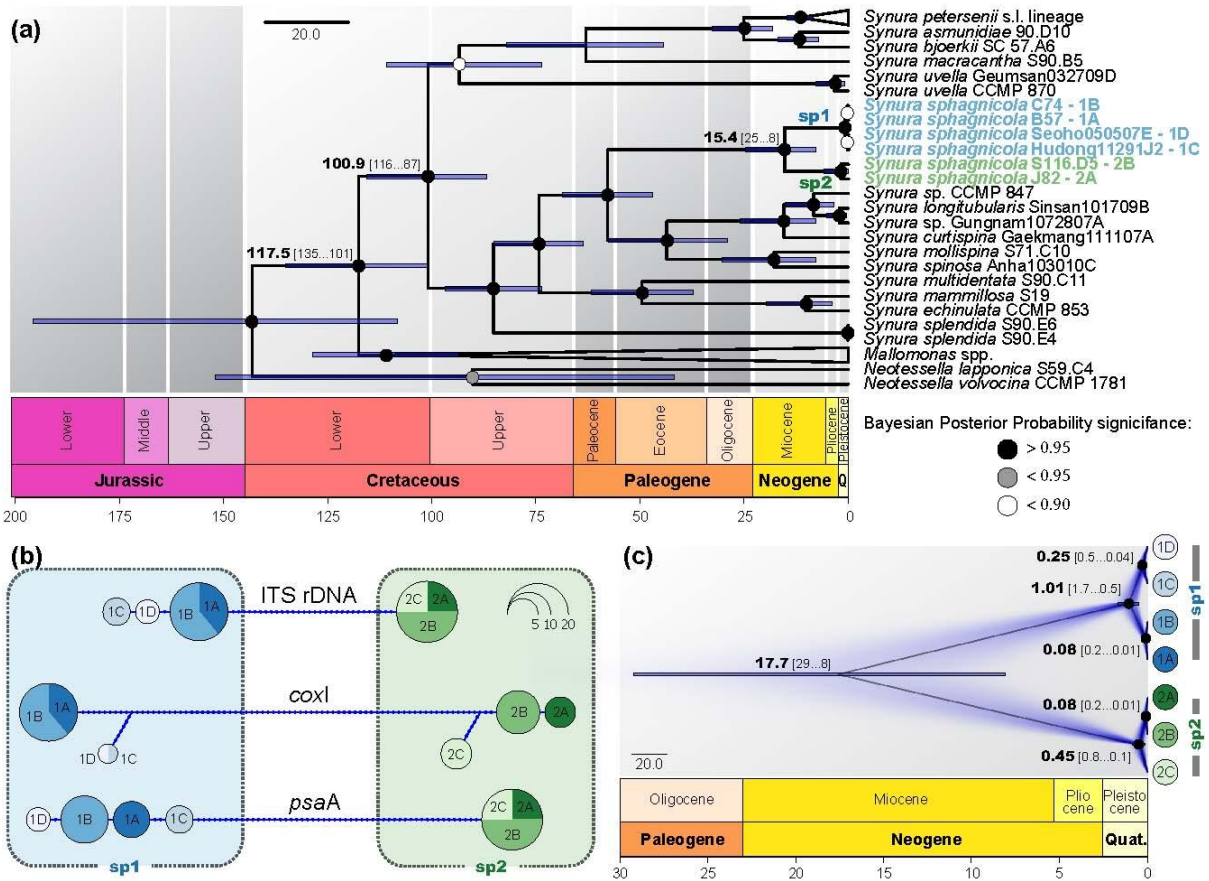 (a)
20.0
Synura petersenii s.l. lineage
Synura asmunidiae 90.D10
Synura bjoerkii SC 57.A6
Synura macracantha S90.B5
Synura uvella Geumsan032709D
Synura uvella CCMP 870
Synura sphagnicola C74 - 1B
sp1
Synura sphagnicola B57 - 1A
Synura sphagnicola Seoho050507E - 1D
15.4 [25...8]
Synura sphagnicola Hudong11291J2 - 1C
100.9 [116...87]
Synura sphagnicola S116.D5 - 2B
Synura sphagnicola J82 - 2A
sp2
Synura sp. CCMP 847
Synura longitubularis Sinsan101709B
Synura sp. Gungnam1072807A
Synura curtispina Gaekmang111107A
117.5 [135...101]
Synura mollispina S71.C10
Synura spinosa Anha103010C
Synura multidentata S90.C11
Synura mammillosa S19
Synura echinulata CCMP 853
Synura splendida S90.E6
Synura splendida S90.E4
Mallomonas spp.
Neotessella lapponica S59.C4
Neotessella volvocina CCMP 1781
Lower Middle Upper Lower Upper Paleocene Eocene Oligocene Miocene Pliocene Pleistocene
Jurassic Cretaceous Paleogene Neogene Q
200 175 150 125 100 75 50 25 0
Bayesian Posterior Probability signicifance:
> 0.95
< 0.95
< 0.90
(b)
ITS rDNA
1C 1D 1B 1A
2C 2A 2B
5 10 20
coxI
1B 1A
1D 1C
2B 2A
2C
psaA
1D 1B 1A 1C
2C 2A 2B
sp1
sp2
(c)
0.25 [0.5...0.04]
1D
1.01 [1.7...0.5]
1C
sp1
1B
0.08 [0.2...0.01]
1A
17.7 [29...8]
2A
0.08 [0.2...0.01]
2B
sp2
0.45 [0.8...0.1]
2C
20.0
Oligocene Miocene Plio Pleisto
cene cene
Paleogene Neogene Quat.
30 25 20 15 10 5 0